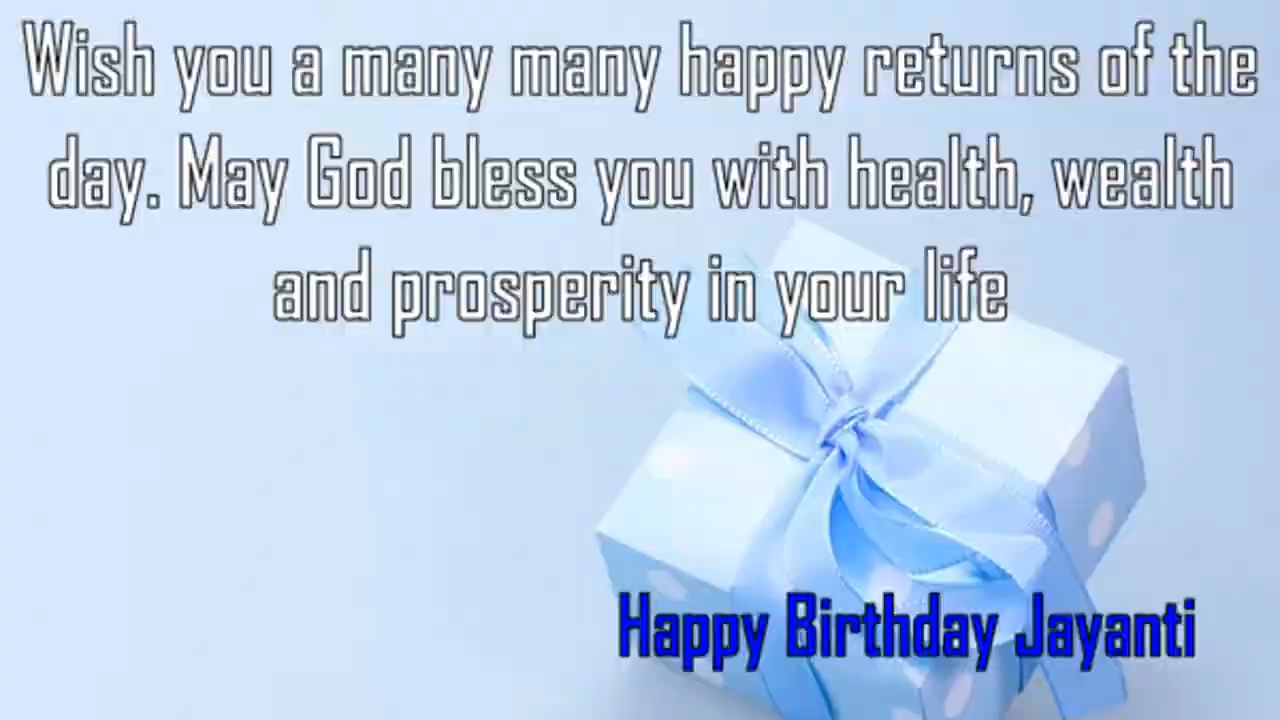 Wish you a many many happy returns of the
day. May God bless you with health, wealth
and prosperity in your life
Happy Birthday Jayanti